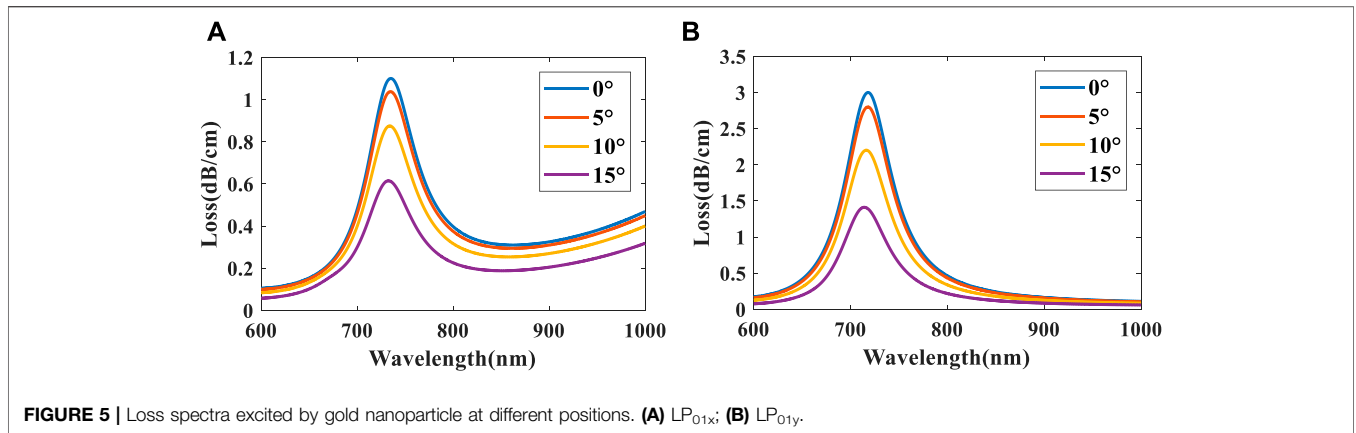 A
1.2
1
0.8
0.6
0.4
0.2
0
Loss(dB/cm)
0°
5°
10°
15°
600 700 800 900 1000
Wavelength(nm)
B
3.5
3
2.5
2
1.5
1
0.5
0
Loss(dB/cm)
0°
5°
10°
15°
600 700 800 900 1000
Wavelength(nm)
FIGURE 5 | Loss spectra excited by gold nanoparticle at different positions. (A) LP01x; (B) LP01y.